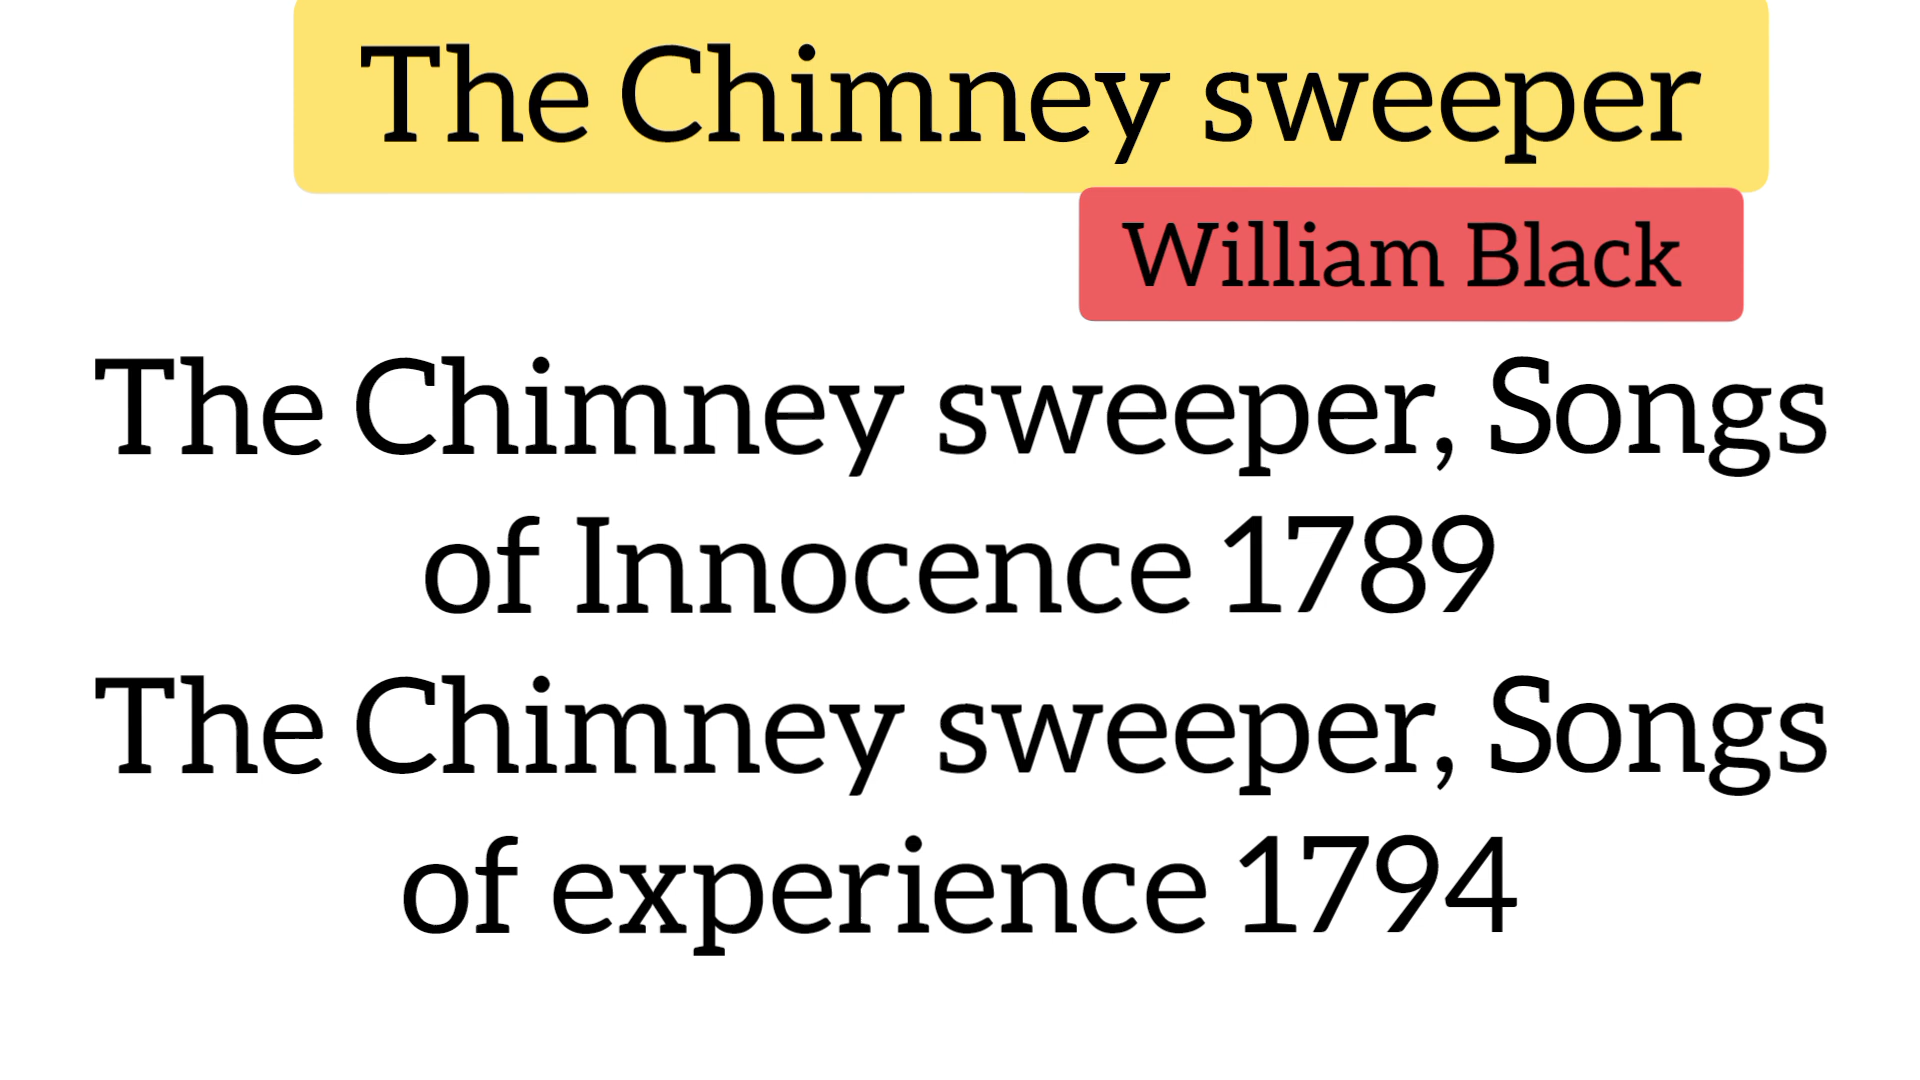 The Chimney sweeper
William Black
The Chimney sweeper, Songs
of Innocence 1789
The Chimney sweeper, Songs
of experience 1794